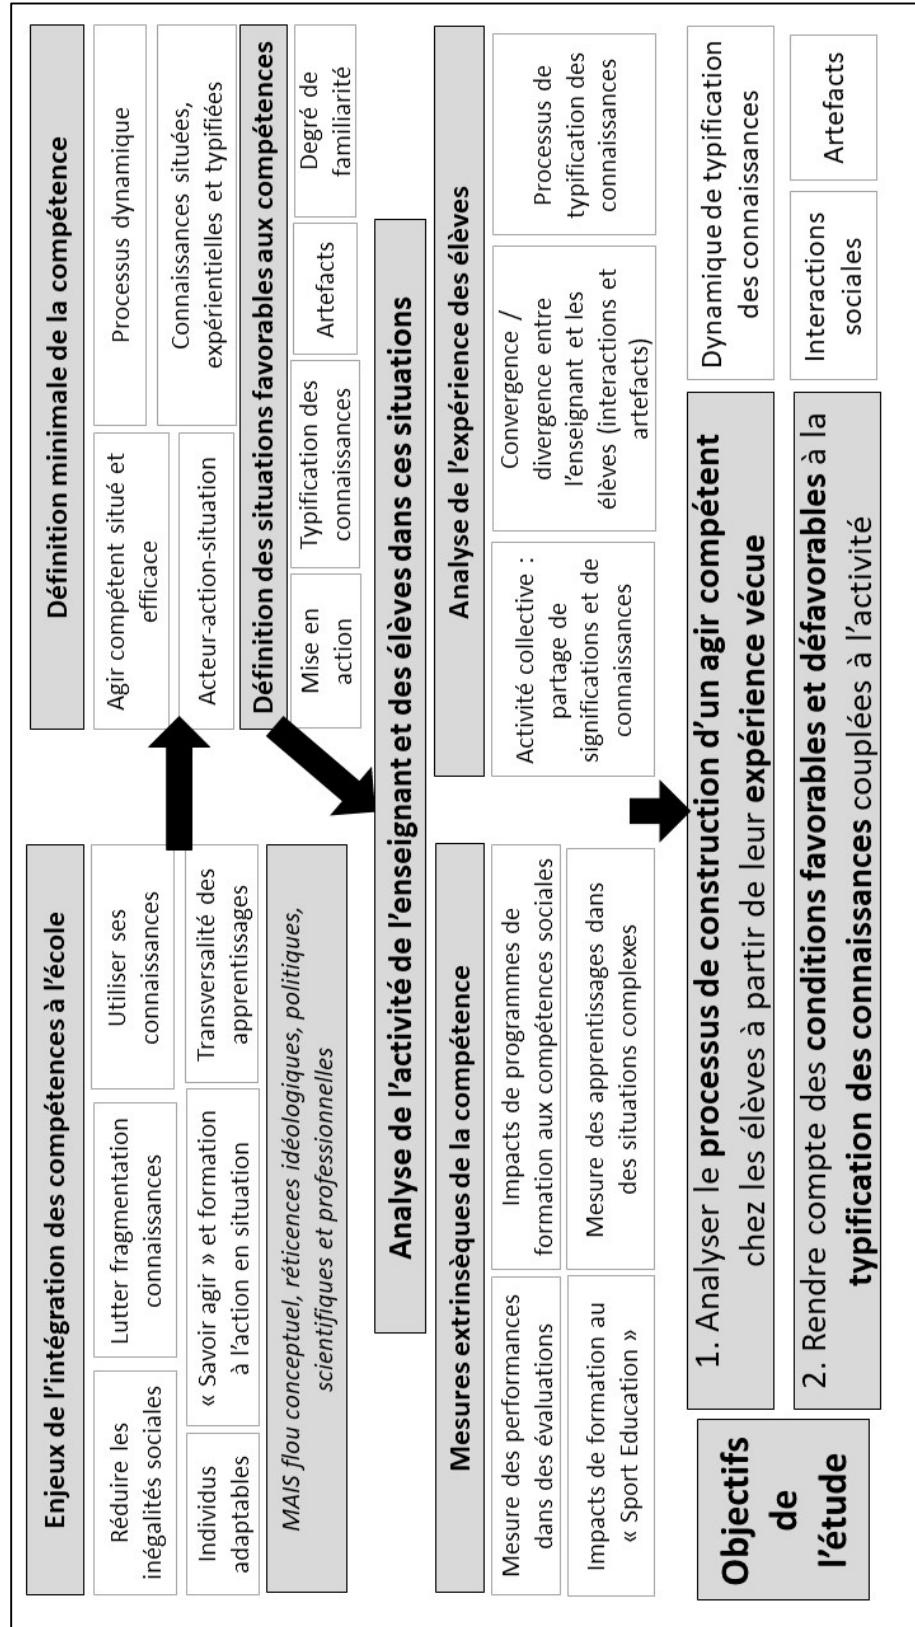 Enjeux de l'intégration des compétences à l'école
Réduire les
inégalités sociales
Lutter fragmentation
connaissances
Utiliser ses
connaissances
Individus
adaptables
« Savoir agir » et formation
à l'action en situation
Transversalité des
apprentissages
MAIS flou conceptuel, réticences idéologiques, politiques,
scientifiques et professionnelles
Définition minimale de la compétence
Agir compétent situé et
efficace
Processus dynamique
Acteur-action-situation
Connaissances situées,
expérientielles et typifiées
Définition des situations favorables aux compétences
Mise en
action
Typification des
connaissances
Artefacts
Degré de
familiarité
Analyse de l'activité de l'enseignant et des élèves dans ces situations
Mesures extrinsèques de la compétence
Mesure des performances
dans des évaluations
Impacts de programmes de
formation aux compétences sociales
Impacts de formation au
« Sport Education »
Mesure des apprentissages dans
des situations complexes
Analyse de l'expérience des élèves
Activité collective :
partage de
significations et de
connaissances
Convergence /
divergence entre
l'enseignant et les
élèves (interactions et
artefacts)
Processus de
typification des
connaissances
Objectifs
de
l'étude
1. Analyser le processus de construction d'un agir compétent
chez les élèves à partir de leur expérience vécue
Dynamique de typification
des connaissances
2. Rendre compte des conditions favorables et défavorables à la
typification des connaissances couplées à l'activité
Interactions
sociales
Artefacts